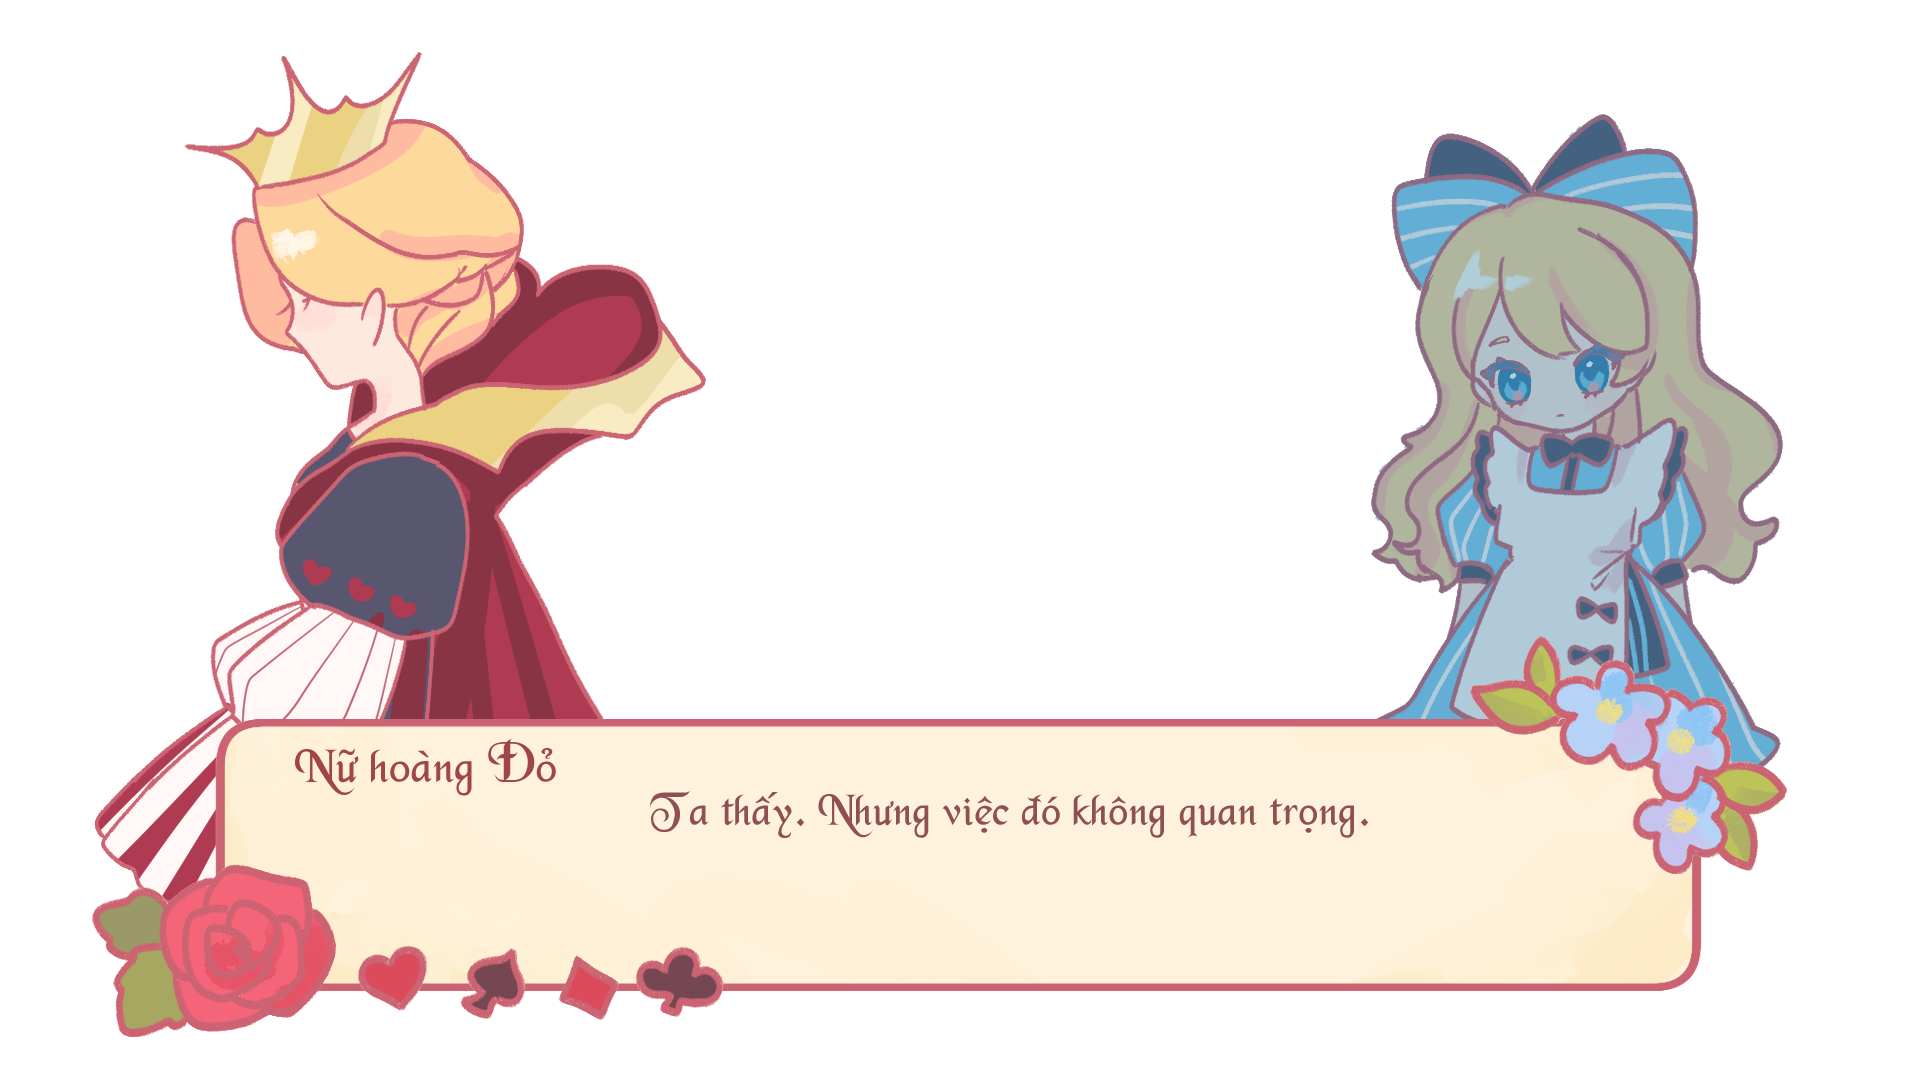 Nữ hoàng Đỏ
Ta thấy. Nhưng việc đó không quan trọng.